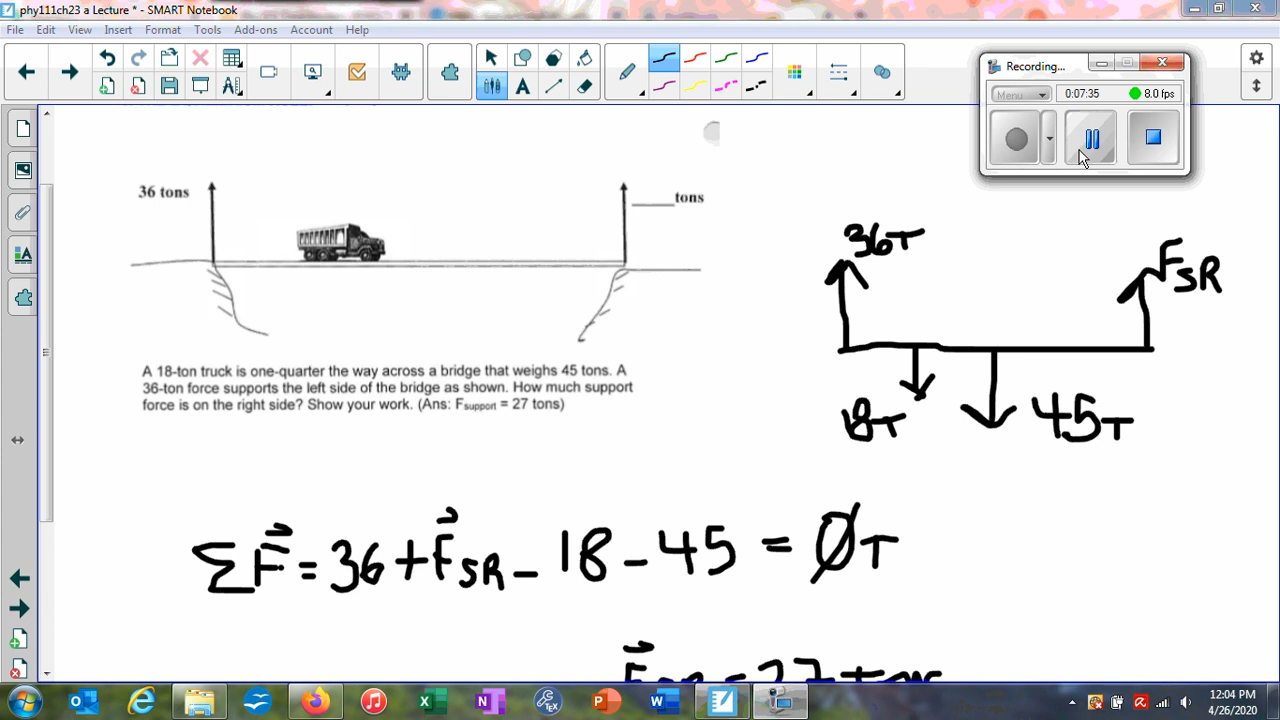 phy111ch23 a Lecture * - SMART Notebook
File Edit View Insert Format Tools Add-ons Account Help
Recording...
Menu 0:07:35 8.0 fps
36 tons
_____tons
36T
FSR
18T
45T
A 18-ton truck is one-quarter the way across a bridge that weighs 45 tons. A
36-ton force supports the left side of the bridge as shown. How much support
force is on the right side? Show your work. (Ans: Fsupport = 27 tons)
ΣF⃗ = 36 + F⃗SR - 18 - 45 = ØT
F⃗SR = 27 tons
12:04 PM
4/26/2020